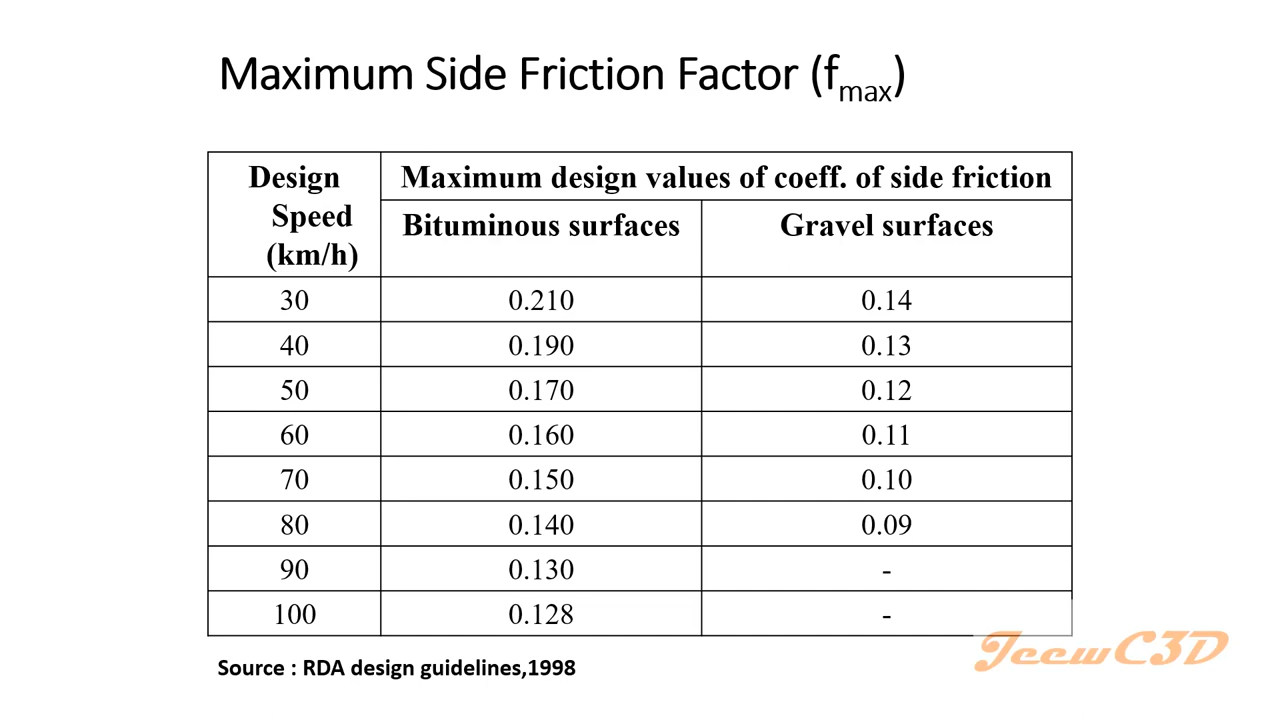 Maximum Side Friction Factor (fmax)
Design Speed (km/h) Maximum design values of coeff. of side friction
Bituminous surfaces Gravel surfaces
30 0.210 0.14
40 0.190 0.13
50 0.170 0.12
60 0.160 0.11
70 0.150 0.10
80 0.140 0.09
90 0.130 -
100 0.128 -
Source : RDA design guidelines,1998
JeewC3D